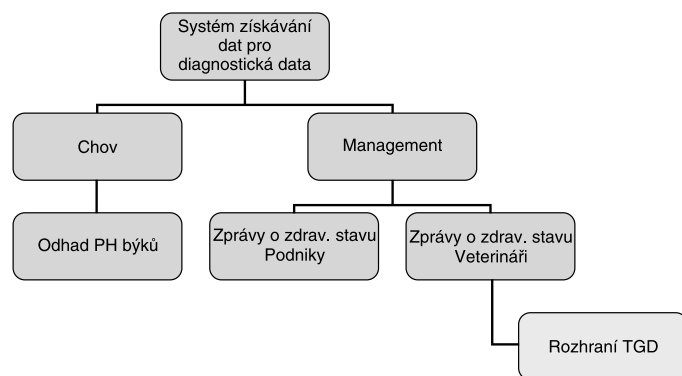 Systém získávání
dat pro
diagnostická data
Chov
Management
Odhad PH býků
Zprávy o zdrav. stavu
Podniky
Zprávy o zdrav. stavu
Veterináři
Rozhraní TGD